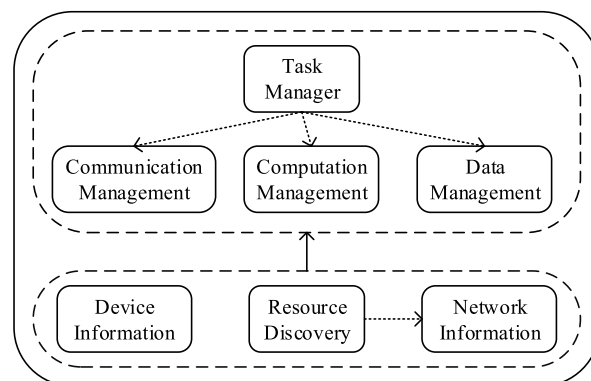 Task
Manager
Communication
Management
Computation
Management
Data
Management
Device
Information
Resource
Discovery
Network
Information